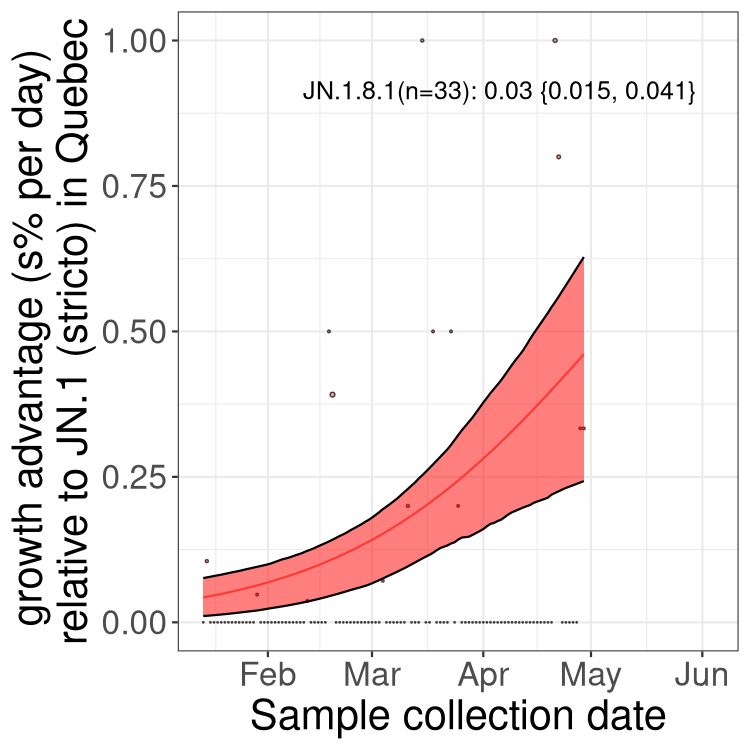 growth advantage (s% per day)
relative to JN.1 (stricto) in Quebec
1.00
0.75
0.50
0.25
0.00
JN.1.8.1(n=33): 0.03 {0.015, 0.041}
Feb Mar Apr May Jun
Sample collection date